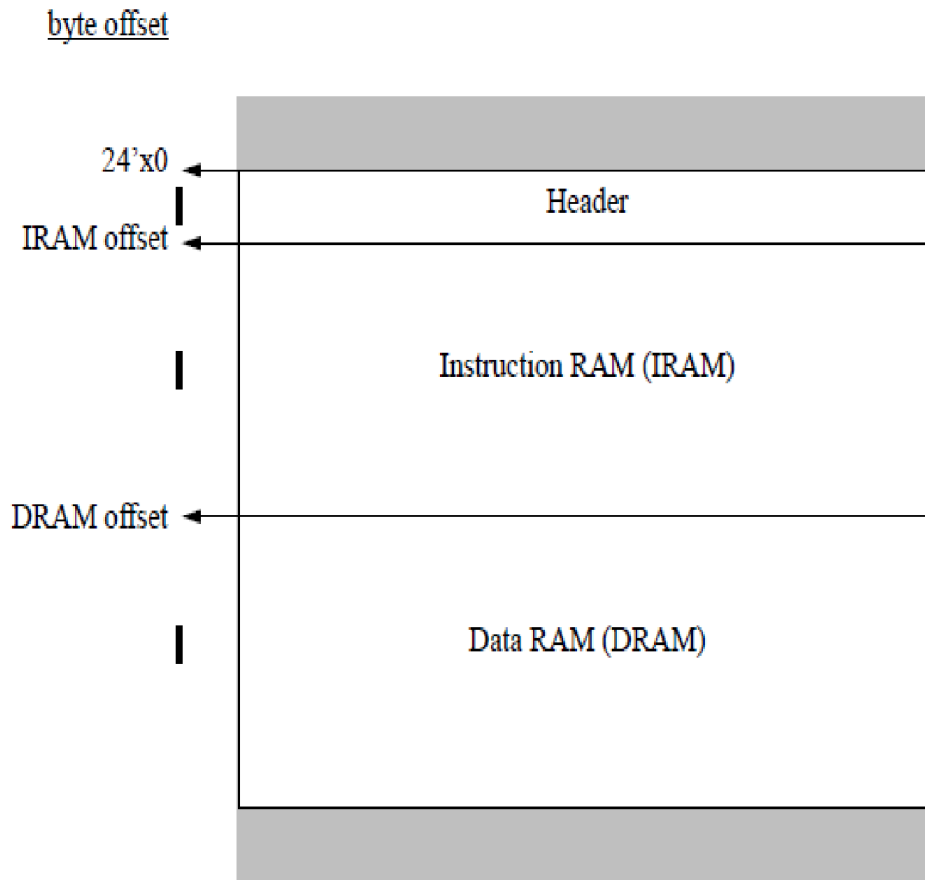 byte offset
24’x0
Header
IRAM offset
Instruction RAM (IRAM)
DRAM offset
Data RAM (DRAM)